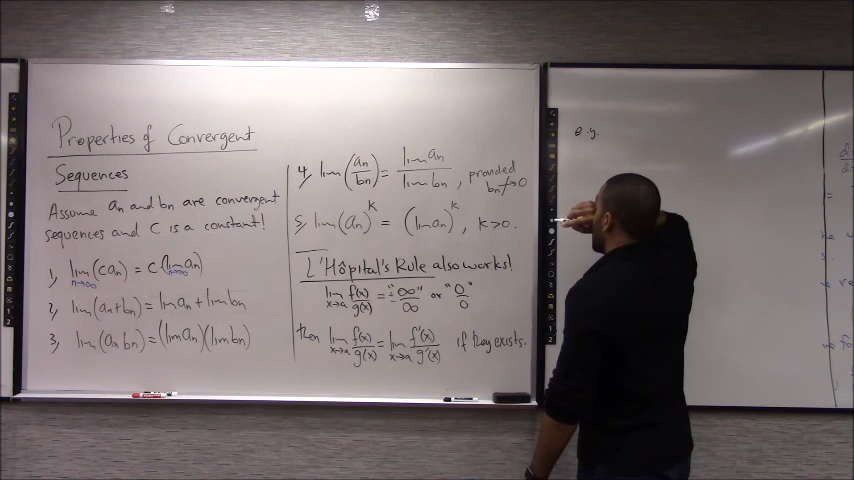 Properties of Convergent
Sequences
Assume an and bn are convergent
sequences and C is a constant!
1, lim n→∞ (can) = C (lim n→∞ an)
2, lim(an+bn) = lim an + lim bn
3, lim(an bn) = (lim an)(lim bn)
4, lim(an/bn) = lim an / lim bn, provided bn↛0
5, lim(an)^K = (lim an)^K, K>0.
L'Hôpital's Rule also works!
lim x→a f(x)/g(x) = "±∞/∞" or "0/0"
then lim x→a f(x)/g(x) = lim x→a f'(x)/g'(x) if they exists.
e.g.